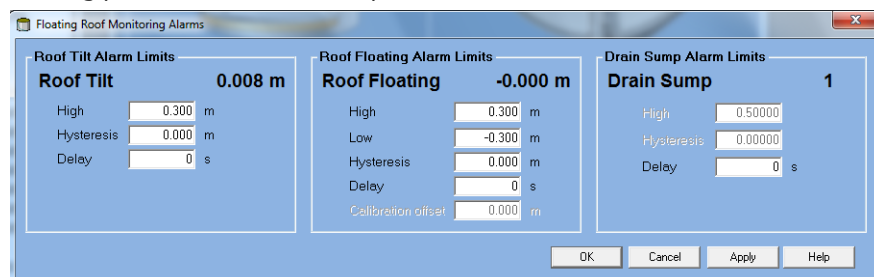 Floating Roof Monitoring Alarms
x
Roof Tilt Alarm Limits
Roof Tilt 0.008 m
High 0.300 m
Hysteresis 0.000 m
Delay 0 s
Roof Floating Alarm Limits
Roof Floating -0.000 m
High 0.300 m
Low -0.300 m
Hysteresis 0.000 m
Delay 0 s
Calibration offset 0.000 m
Drain Sump Alarm Limits
Drain Sump 1
High 0.50000
Hysteresis 0.00000
Delay 0 s
OK Cancel Apply Help